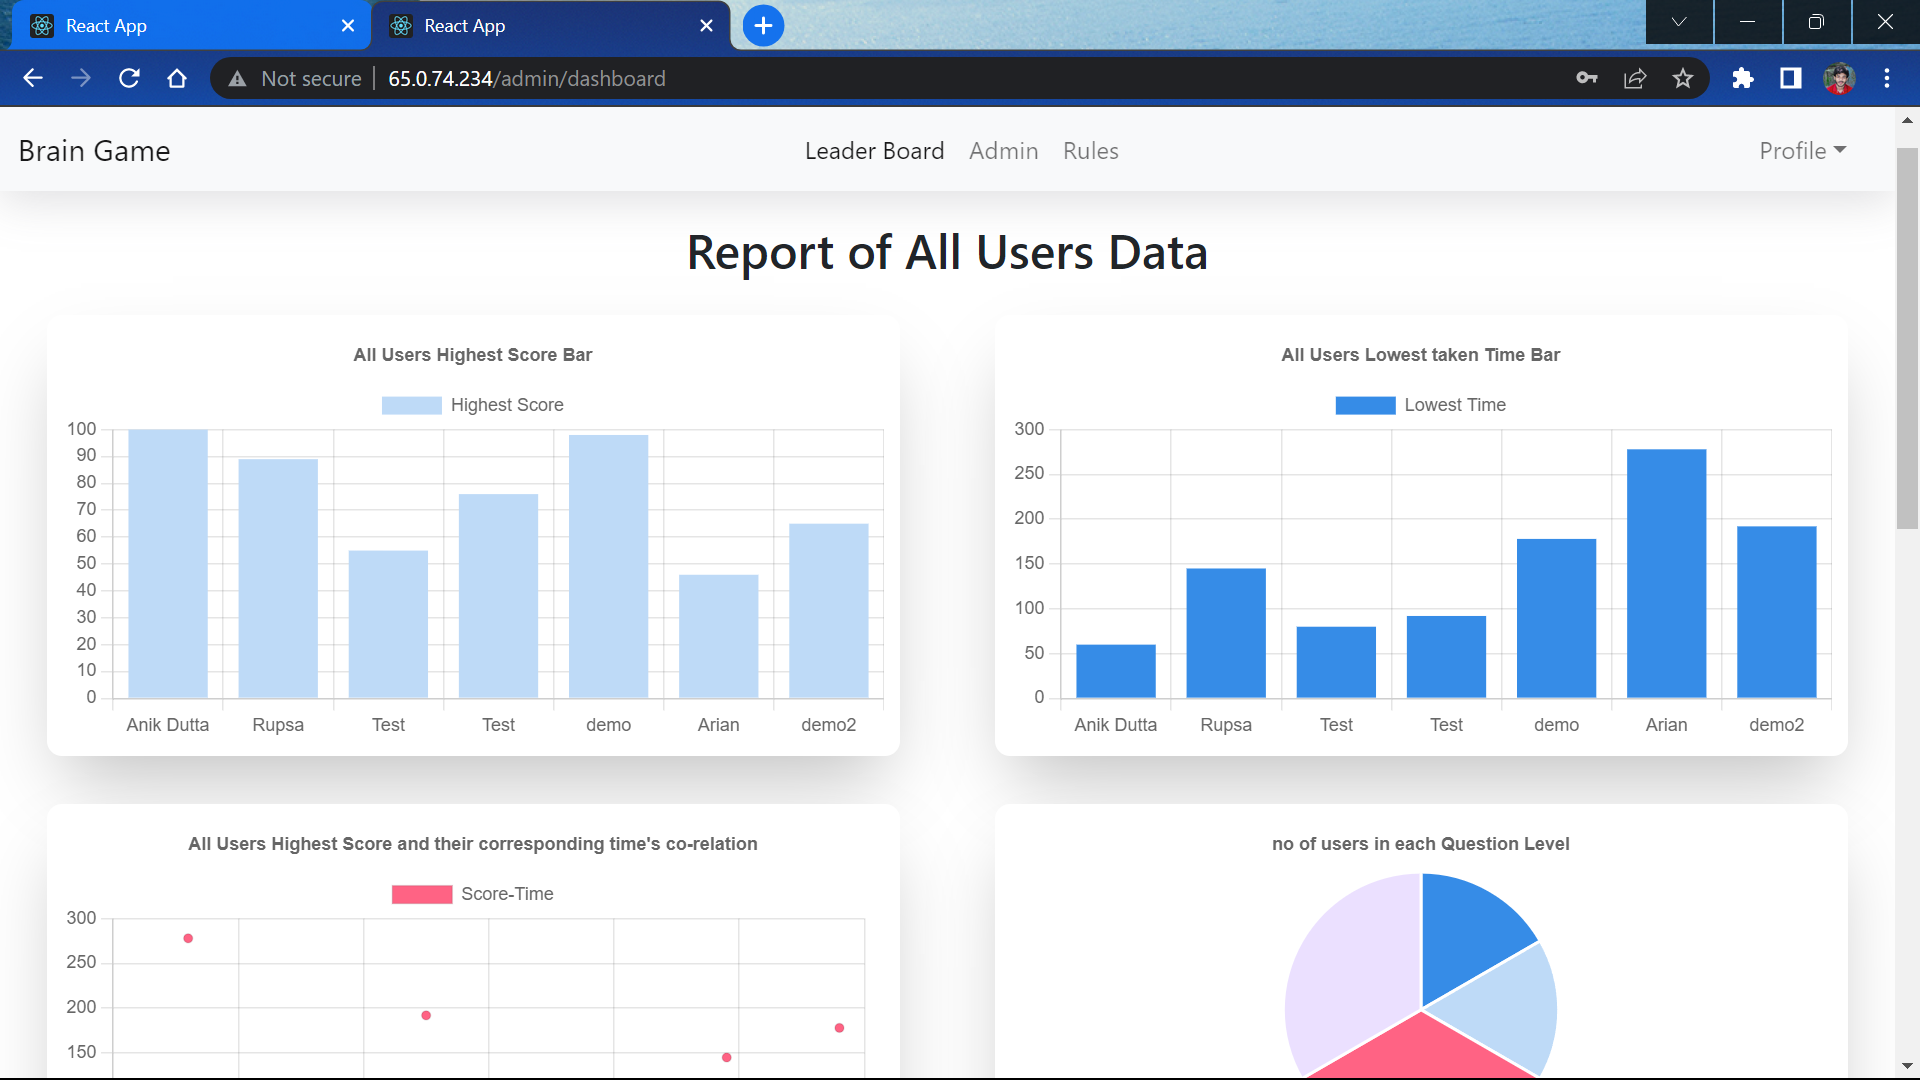 React App
React App
Not secure
65.0.74.234/admin/dashboard
Brain Game
Leader Board
Admin
Rules
Profile
Report of All Users Data
All Users Highest Score Bar
Highest Score
100
90
80
70
60
50
40
30
20
10
0
Anik Dutta
Rupsa
Test
Test
demo
Arian
demo2
All Users Lowest taken Time Bar
Lowest Time
300
250
200
150
100
50
0
Anik Dutta
Rupsa
Test
Test
demo
Arian
demo2
All Users Highest Score and their corresponding time's co-relation
Score-Time
300
250
200
150
no of users in each Question Level